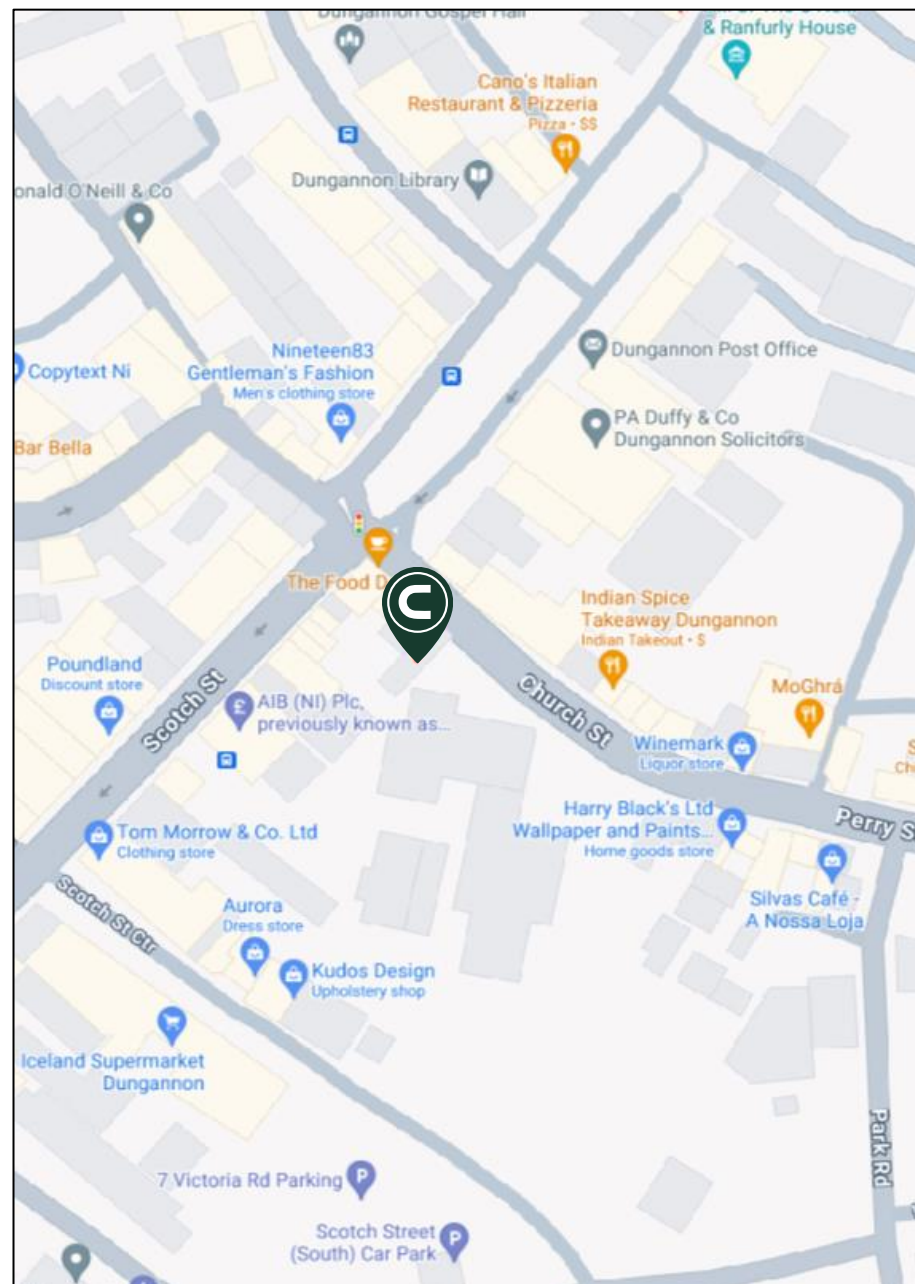 Dungannon Gospel Hall
& Ranfurly House
Cano's Italian
Restaurant & Pizzeria
Pizza • $$
Dungannon Library
onald O'Neill & Co
Nineteen83
Gentleman's Fashion
Men's clothing store
Copytext Ni
Dungannon Post Office
PA Duffy & Co
Dungannon Solicitors
Bar Bella
The Food D
C
Indian Spice
Takeaway Dungannon
Indian Takeout • $
Poundland
Discount store
Scotch St
AIB (NI) Plc,
previously known as...
Church St
MoGhrá
Winemark
Liquor store
Harry Black's Ltd
Wallpaper and Paints...
Home goods store
Perry S
Tom Morrow & Co. Ltd
Clothing store
Silvas Café -
A Nossa Loja
Scotch St Ctr
Aurora
Dress store
Kudos Design
Upholstery shop
Iceland Supermarket
Dungannon
Park Rd
7 Victoria Rd Parking
P
Scotch Street
(South) Car Park
P